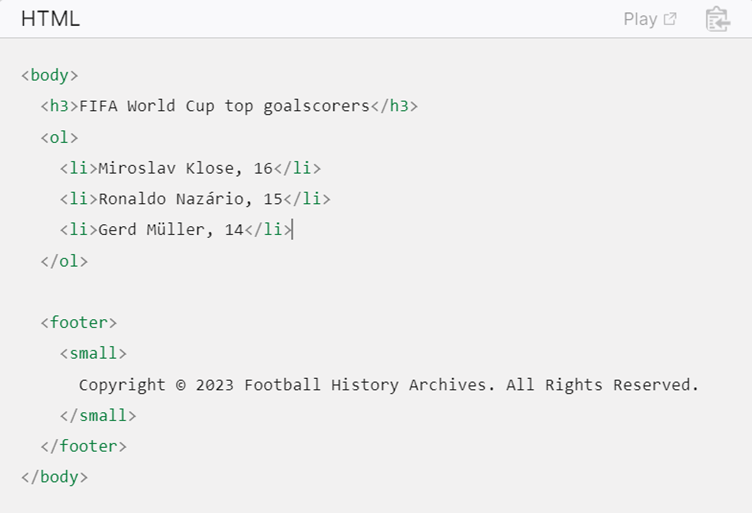 HTML
Play
<body>
<h3>FIFA World Cup top goalscorers</h3>
<ol>
<li>Miroslav Klose, 16</li>
<li>Ronaldo Nazário, 15</li>
<li>Gerd Müller, 14</li>
</ol>
<footer>
<small>
Copyright © 2023 Football History Archives. All Rights Reserved.
</small>
</footer>
</body>